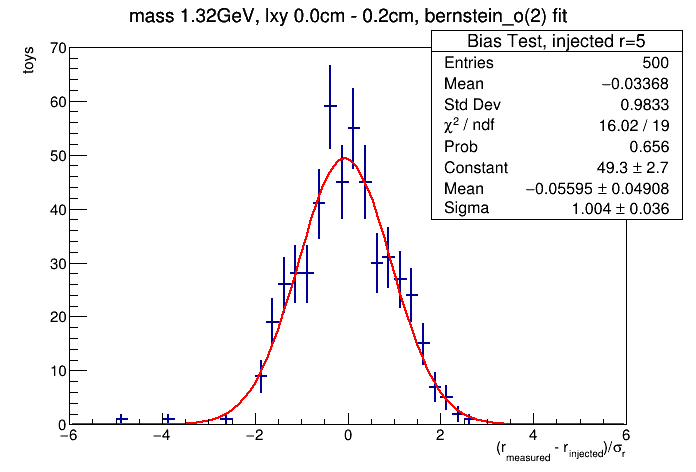 mass 1.32GeV, lxy 0.0cm - 0.2cm, bernstein_o(2) fit
Bias Test, injected r=5
Entries 500
Mean −0.03368
Std Dev 0.9833
χ² / ndf 16.02 / 19
Prob 0.656
Constant 49.3 ± 2.7
Mean −0.05595 ± 0.04908
Sigma 1.004 ± 0.036
toys
70
60
50
40
30
20
10
0
−6 −4 −2 0 2 4 6
(r_measured - r_injected)/σ_r